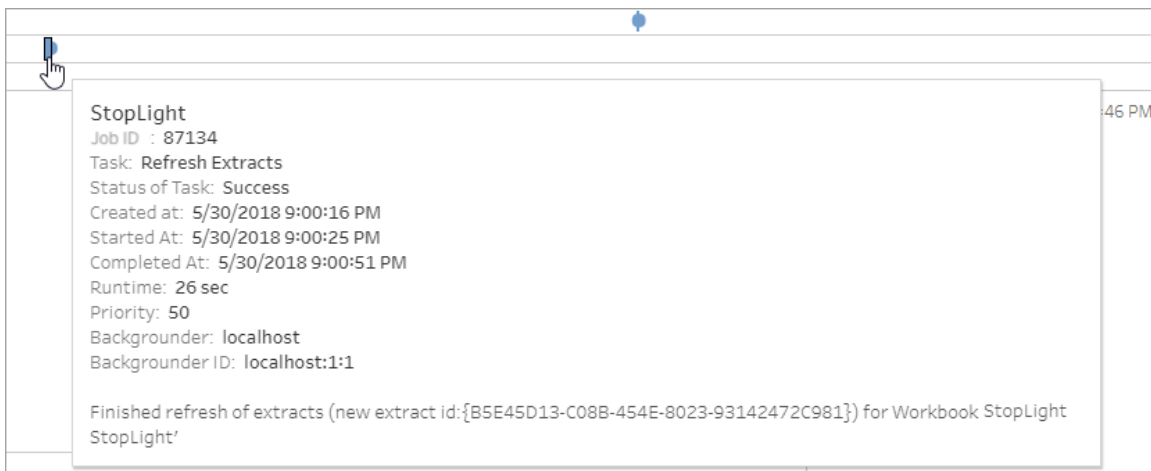 :46 PM
StopLight
Job ID : 87134
Task: Refresh Extracts
Status of Task: Success
Created at: 5/30/2018 9:00:16 PM
Started At: 5/30/2018 9:00:25 PM
Completed At: 5/30/2018 9:00:51 PM
Runtime: 26 sec
Priority: 50
Backgrounder: localhost
Backgrounder ID: localhost:1:1
Finished refresh of extracts (new extract id:{B5E45D13-C08B-454E-8023-93142472C981}) for Workbook StopLight
StopLight’